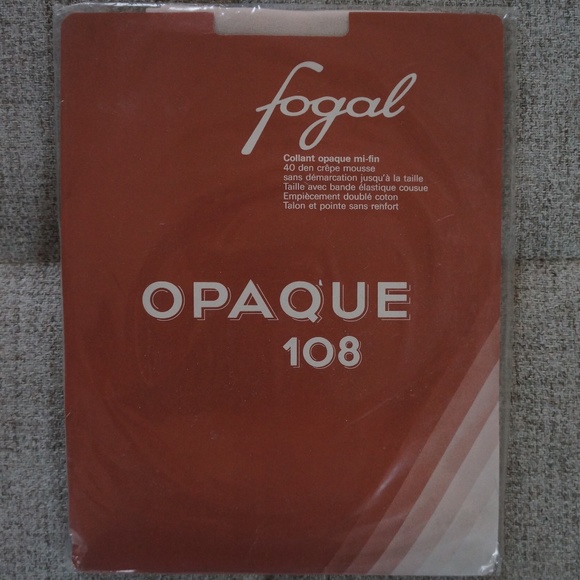 fogal
Collant opaque mi-fin
40 den crêpe mousse
sans démarcation jusqu'à la taille
Taille avec bande élastique cousue
Empiècement doublé coton
Talon et pointe sans renfort
OPAQUE
108